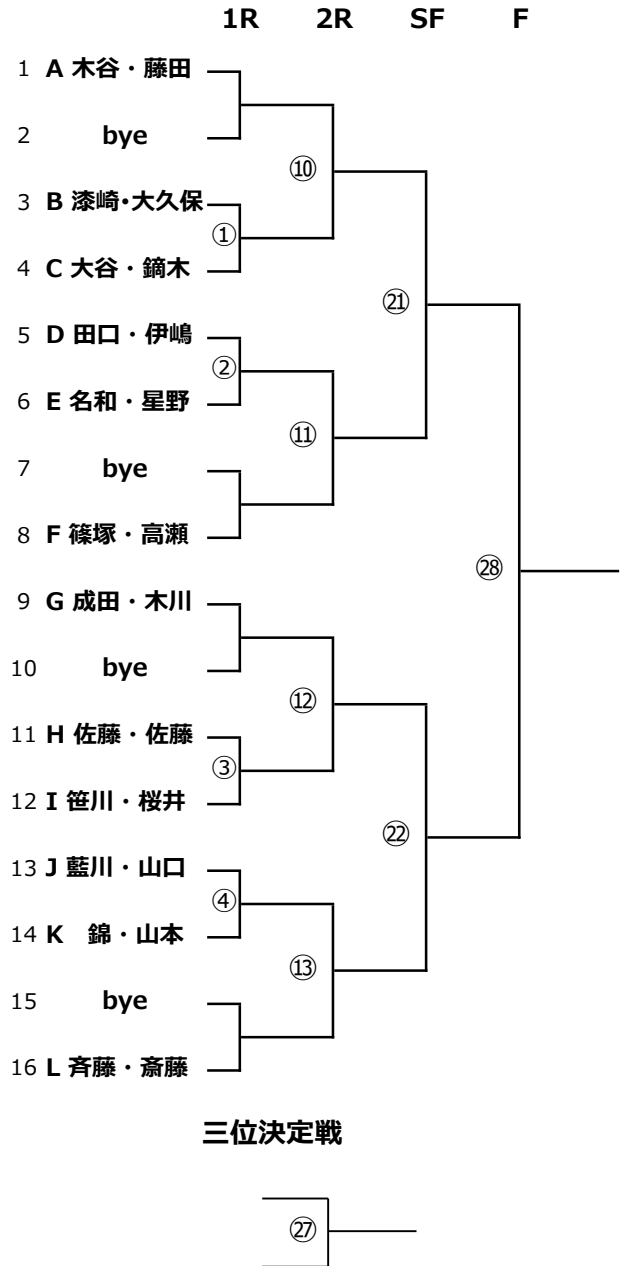 1R 2R SF F
1 A 木谷・藤田
2 bye
⑩
3 B 漆崎・大久保
①
4 C 大谷・鏑木
㉑
5 D 田口・伊嶋
②
6 E 名和・星野
⑪
7 bye
8 F 篠塚・高瀬
㉘
9 G 成田・木川
10 bye
⑫
11 H 佐藤・佐藤
③
12 I 笹川・桜井
㉒
13 J 藍川・山口
④
14 K 錦・山本
⑬
15 bye
16 L 斉藤・斎藤
三位決定戦
㉗